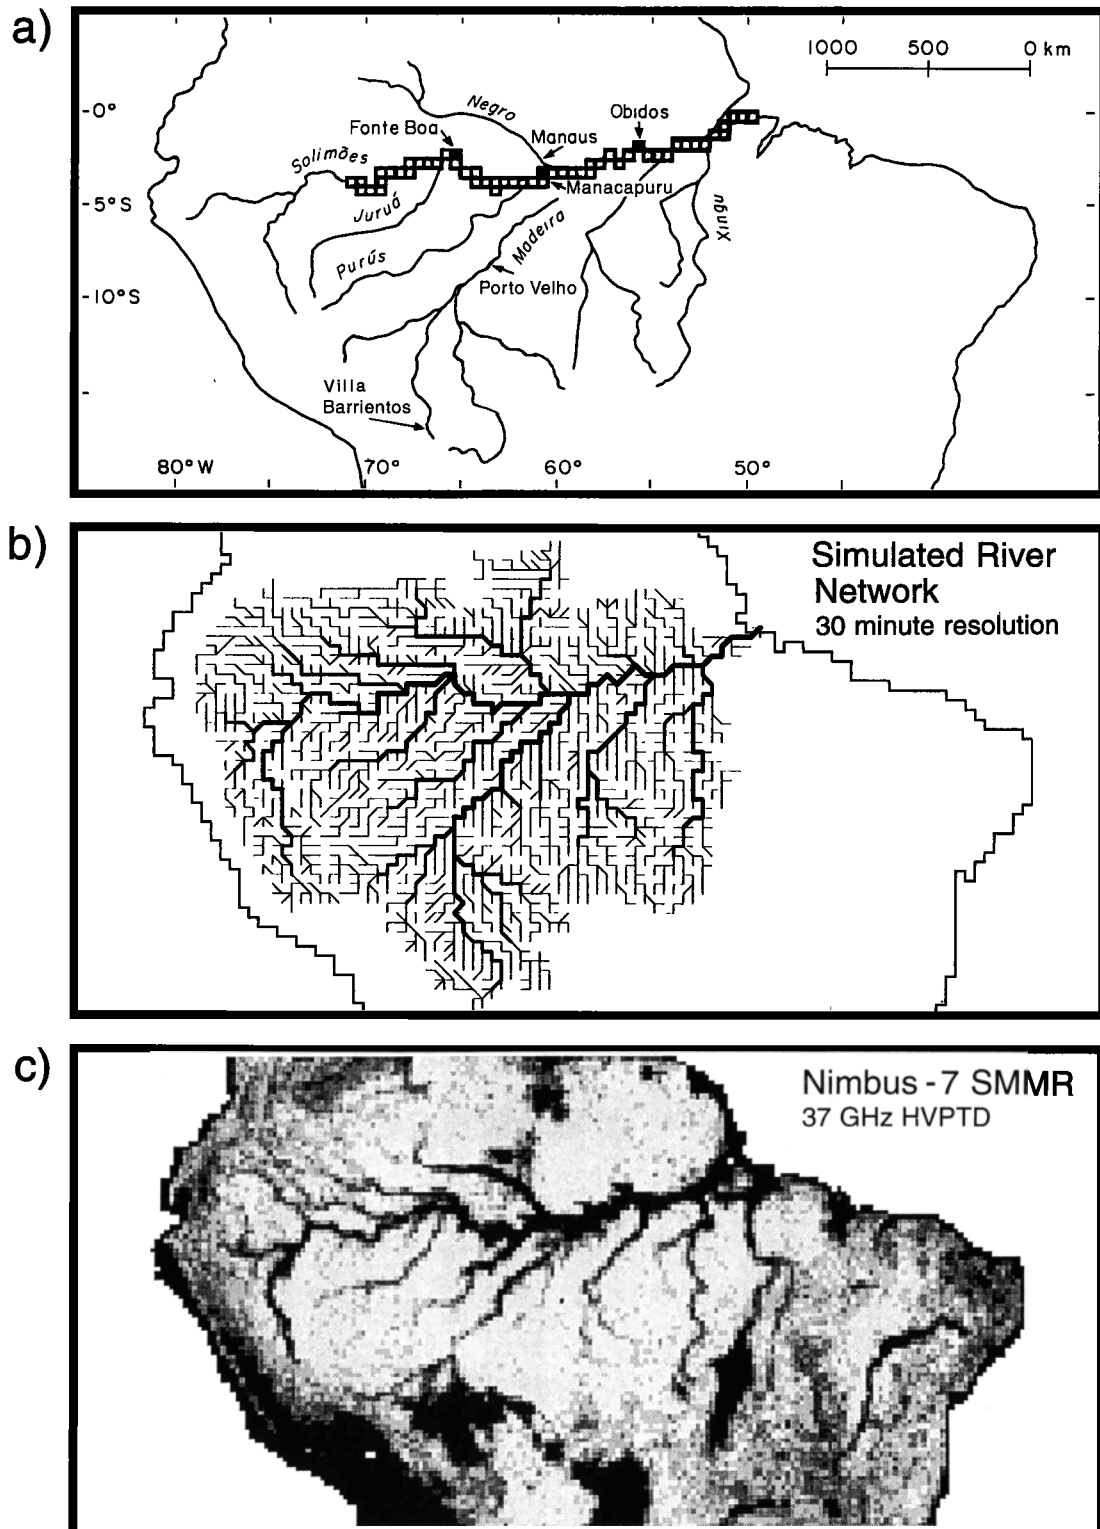 a)
1000 500 0 km
-0°
Negro
Obidos
Fonte Boa
Manaus
Solimões
Manacapuru
-5°S
Juruá
Xingu
Madeira
Purús
Porto Velho
-10°S
Villa
Barrientos
80°W 70° 60° 50°
b)
Simulated River
Network
30 minute resolution
c)
Nimbus - 7 SMMR
37 GHz HVPTD